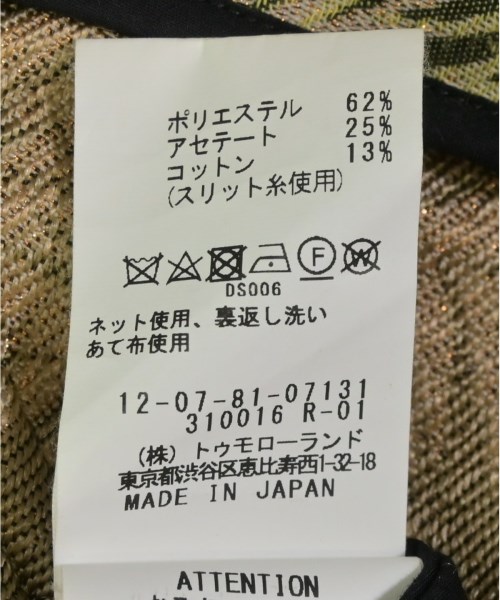 ポリエステル 62%
アセテート 25%
コットン 13%
(スリット糸使用)
F W
DS006
ネット使用、裏返し洗い
あて布使用
12-07-81-07131
310016 R-01
(株) トゥモローランド
東京都渋谷区恵比寿西1-32-18
MADE IN JAPAN
ATTENTION